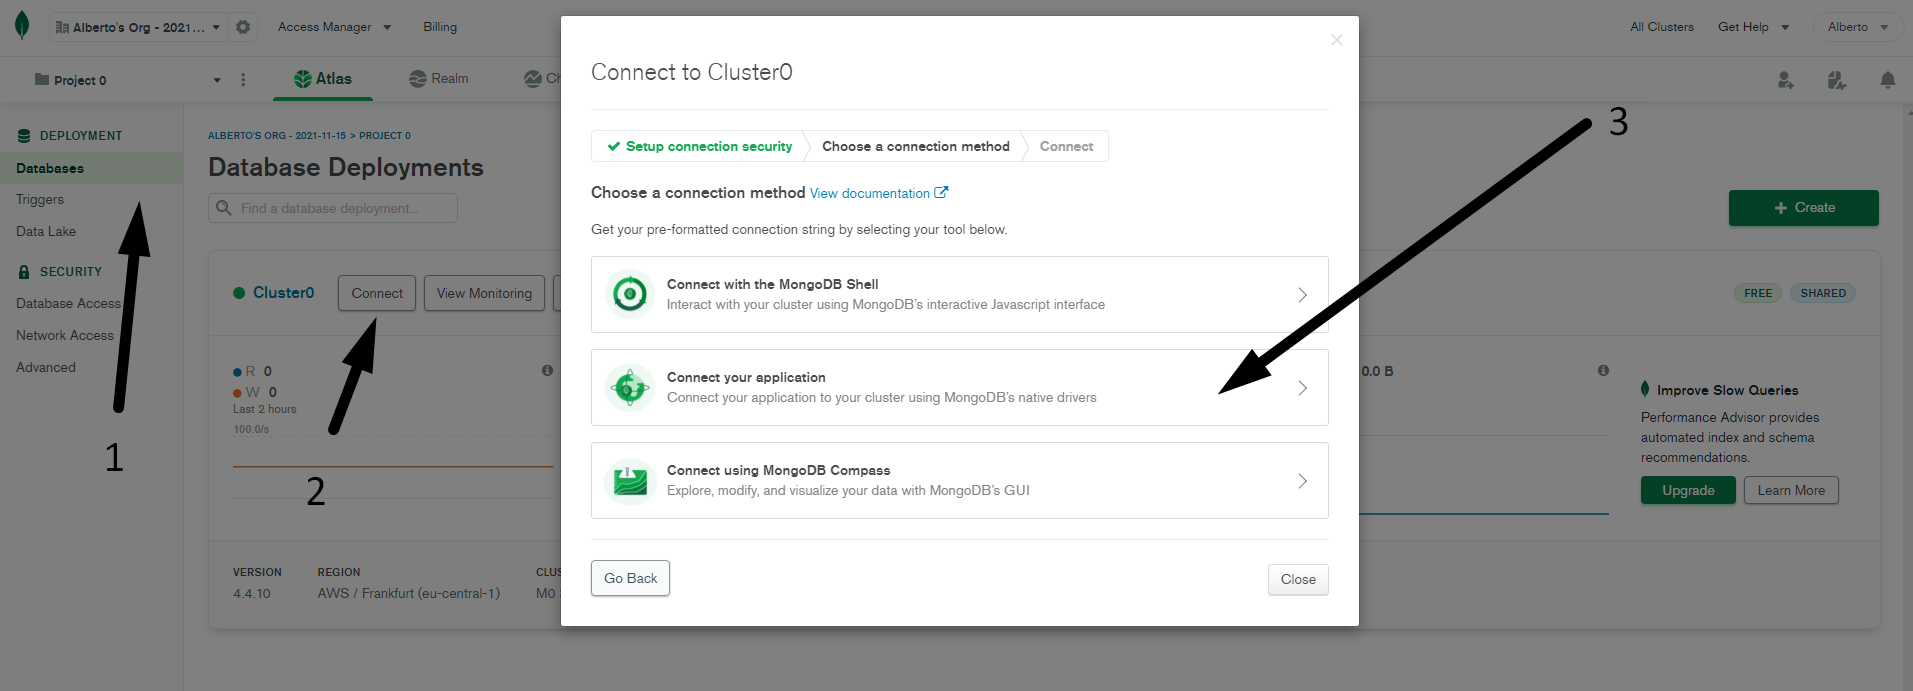 Alberto's Org - 2021...
Access Manager
Billing
All Clusters
Get Help
Alberto
Project 0
Atlas
Realm
Ch
DEPLOYMENT
Databases
Triggers
Data Lake
SECURITY
Database Access
Network Access
Advanced
1
ALBERTO'S ORG - 2021-11-15 > PROJECT 0
Database Deployments
Find a database deployment...
+ Create
Cluster0
Connect
View Monitoring
FREE
SHARED
R 0
W 0
Last 2 hours
100.0/s
2
0.0 B
Improve Slow Queries
Performance Advisor provides
automated index and schema
recommendations.
Upgrade
Learn More
VERSION
4.4.10
REGION
AWS / Frankfurt (eu-central-1)
CLUS
M0
Connect to Cluster0
Setup connection security
Choose a connection method
Connect
Choose a connection method View documentation
Get your pre-formatted connection string by selecting your tool below.
Connect with the MongoDB Shell
Interact with your cluster using MongoDB's interactive Javascript interface
Connect your application
Connect your application to your cluster using MongoDB's native drivers
Connect using MongoDB Compass
Explore, modify, and visualize your data with MongoDB's GUI
Go Back
Close
3